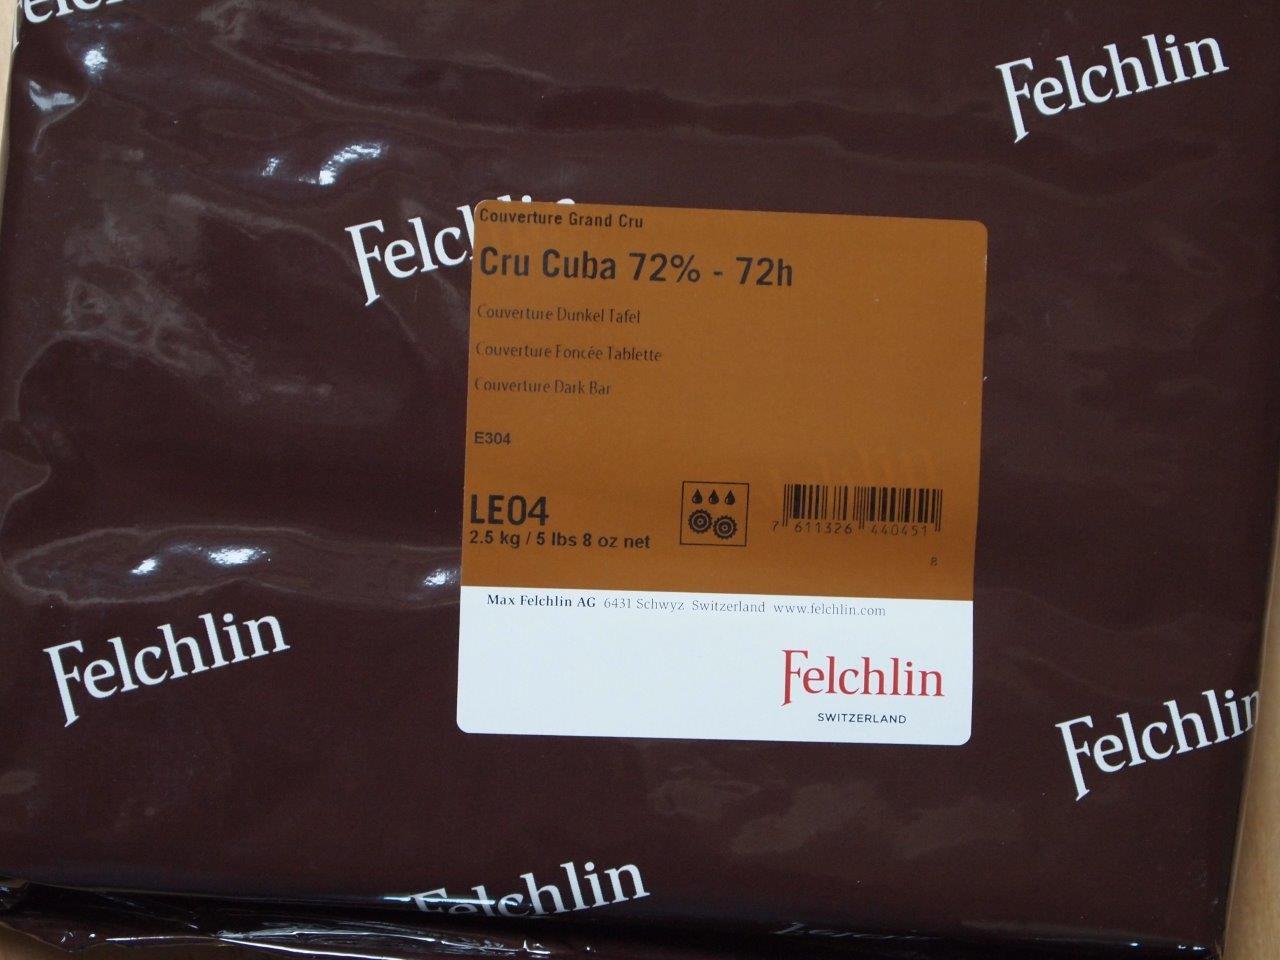 Felchlin
Felchlin
Couverture Grand Cru
Cru Cuba 72% - 72h
Couverture Dunkel Tafel
Couverture Foncée Tablette
Couverture Dark Bar
E304
LE04
2.5 kg / 5 lbs 8 oz net
7 611326 440451
8
Max Felchlin AG 6431 Schwyz Switzerland www.felchlin.com
Felchlin
SWITZERLAND
Felchlin
Felchlin
Felchlin